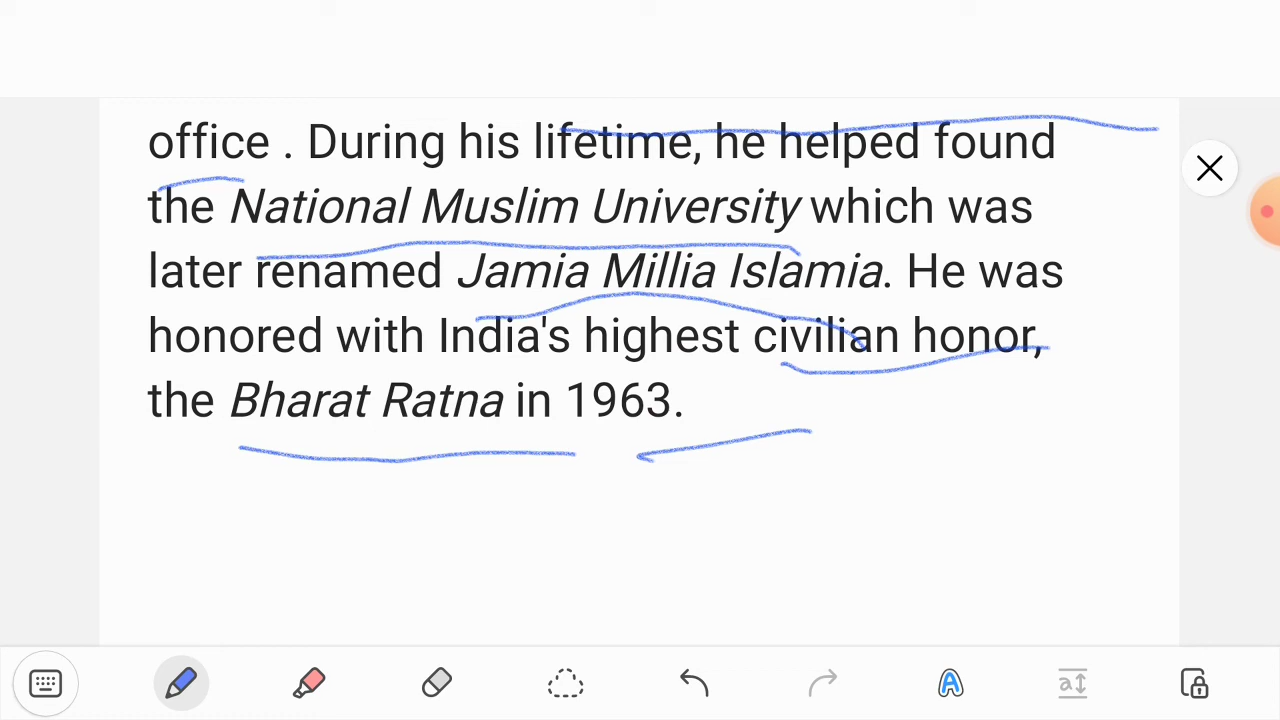 office . During his lifetime, he helped found
the National Muslim University which was
later renamed Jamia Millia Islamia. He was
honored with India's highest civilian honor,
the Bharat Ratna in 1963.